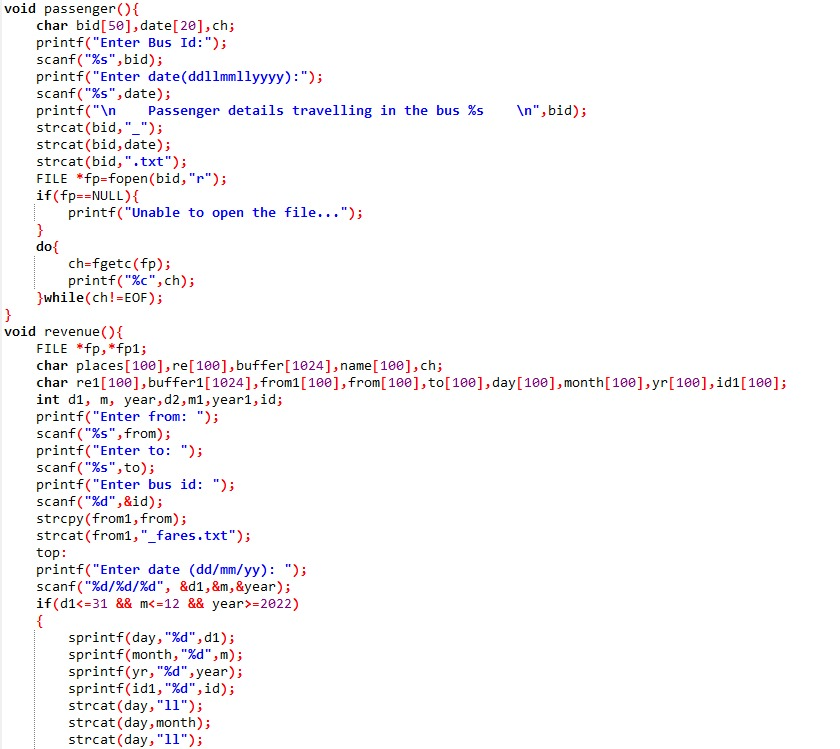 void passenger(){
    char bid[50],date[20],ch;
    printf("Enter Bus Id:");
    scanf("%s",bid);
    printf("Enter date(ddllmmllyyyy):");
    scanf("%s",date);
    printf("\n    Passenger details travelling in the bus %s    \n",bid);
    strcat(bid,"_");
    strcat(bid,date);
    strcat(bid,".txt");
    FILE *fp=fopen(bid,"r");
    if(fp==NULL){
        printf("Unable to open the file...");
    }
    do{
        ch=fgetc(fp);
        printf("%c",ch);
    }while(ch!=EOF);
}
void revenue(){
    FILE *fp,*fp1;
    char places[100],re[100],buffer[1024],name[100],ch;
    char re1[100],buffer1[1024],from1[100],from[100],to[100],day[100],month[100],yr[100],id1[100];
    int d1, m, year,d2,m1,year1,id;
    printf("Enter from: ");
    scanf("%s",from);
    printf("Enter to: ");
    scanf("%s",to);
    printf("Enter bus id: ");
    scanf("%d",&id);
    strcpy(from1,from);
    strcat(from1,"_fares.txt");
    top:
    printf("Enter date (dd/mm/yy): ");
    scanf("%d/%d/%d", &d1,&m,&year);
    if(d1<=31 && m<=12 && year>=2022)
    {
        sprintf(day,"%d",d1);
        sprintf(month,"%d",m);
        sprintf(yr,"%d",year);
        sprintf(id1,"%d",id);
        strcat(day,"ll");
        strcat(day,month);
        strcat(day,"ll");